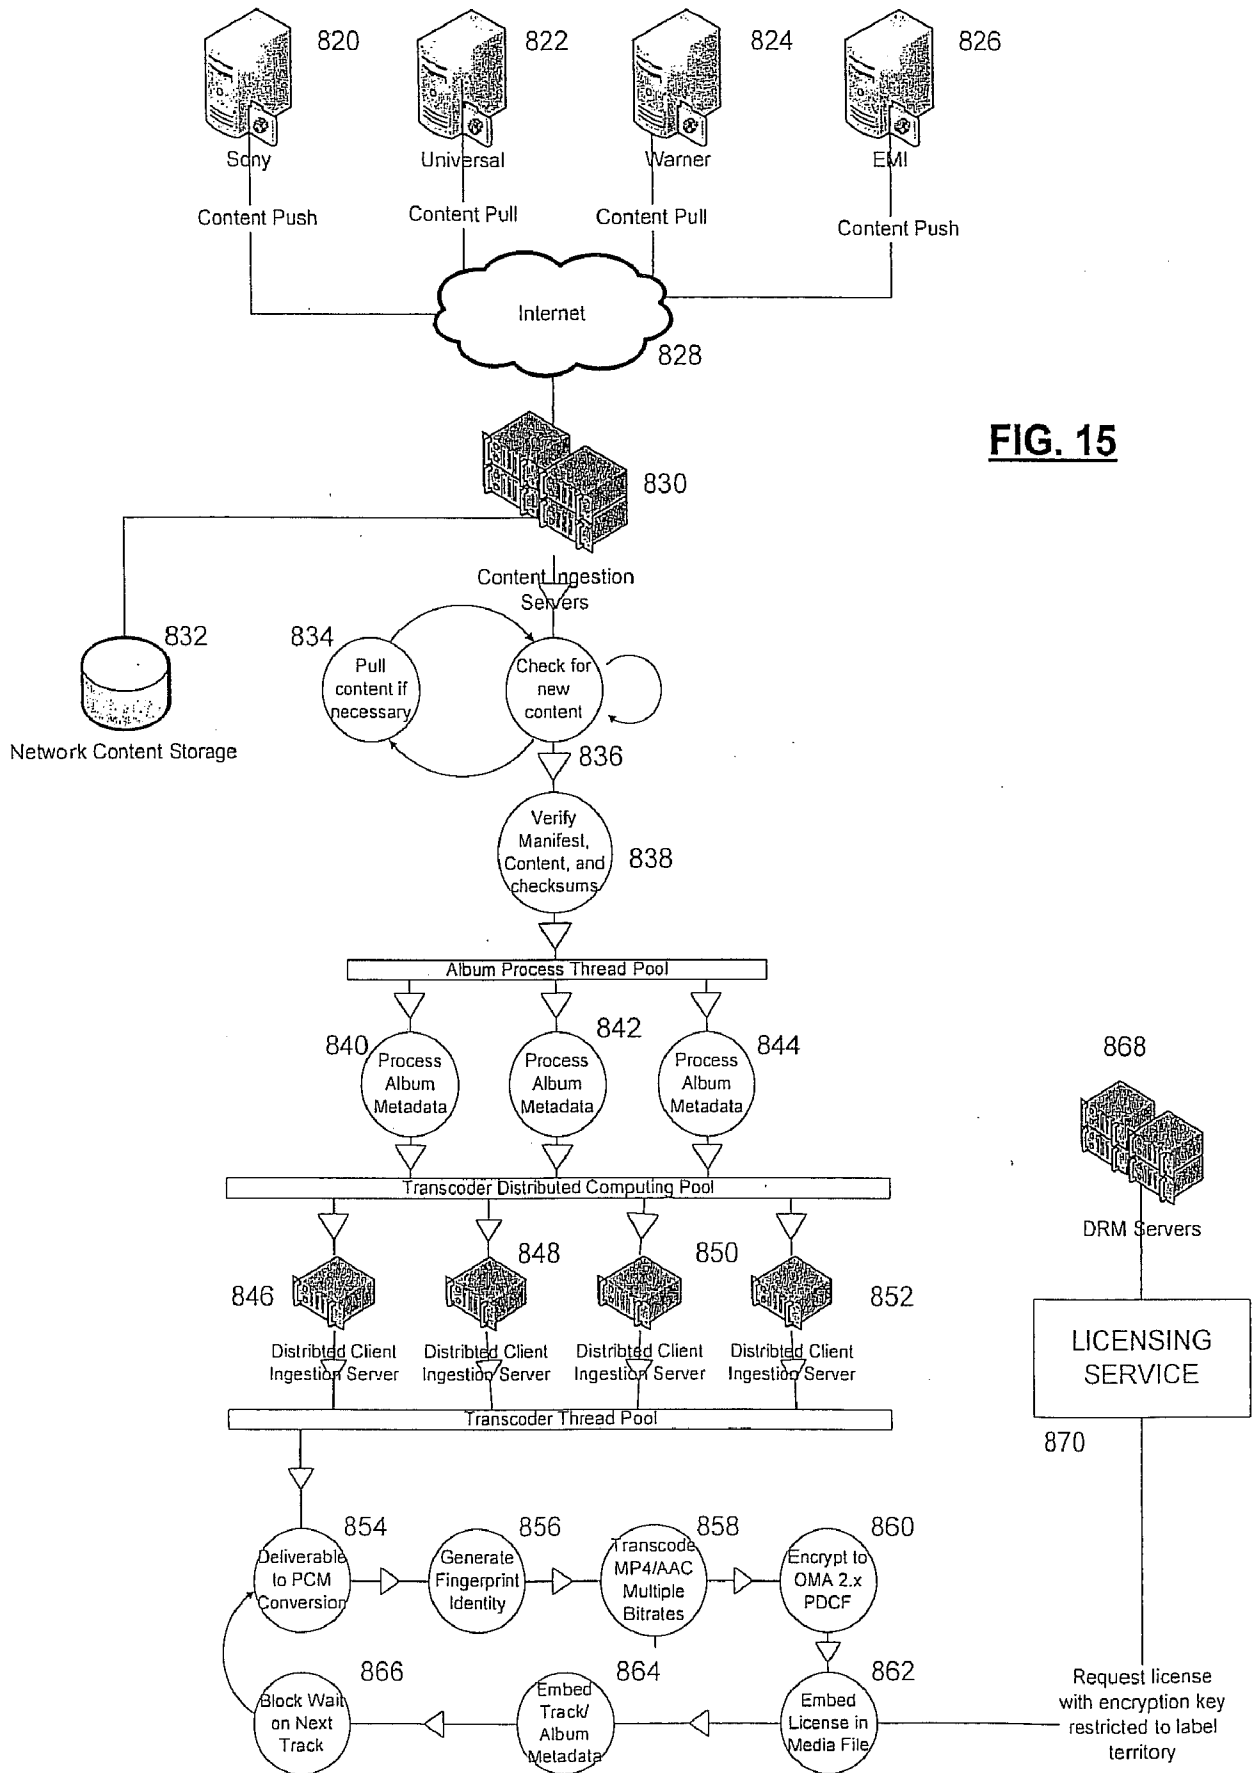 820
822
824
826
Sony
Universal
Warner
EMI
Content Push
Content Pull
Content Pull
Content Push
Internet
828
FIG. 15
830
Content Ingestion
Servers
832
834
Pull
content if
necessary
Check for
new
content
Network Content Storage
836
Verify
Manifest,
Content, and
checksums
838
Album Process Thread Pool
840
842
844
Process
Album
Metadata
Process
Album
Metadata
Process
Album
Metadata
868
DRM Servers
Transcoder Distributed Computing Pool
846
848
850
852
Distribted Client
Ingestion Server
Distribted Client
Ingestion Server
Distribted Client
Ingestion Server
Distribted Client
Ingestion Server
LICENSING
SERVICE
870
Transcoder Thread Pool
854
856
858
860
Deliverable
to PCM
Conversion
Generate
Fingerprint
Identity
Transcode
MP4/AAC
Multiple
Bitrates
Encrypt to
OMA 2.x
PDCF
866
864
862
Block Wait
on Next
Track
Embed
Track/
Album
Metadata
Embed
License in
Media File
Request license
with encryption key
restricted to label
territory